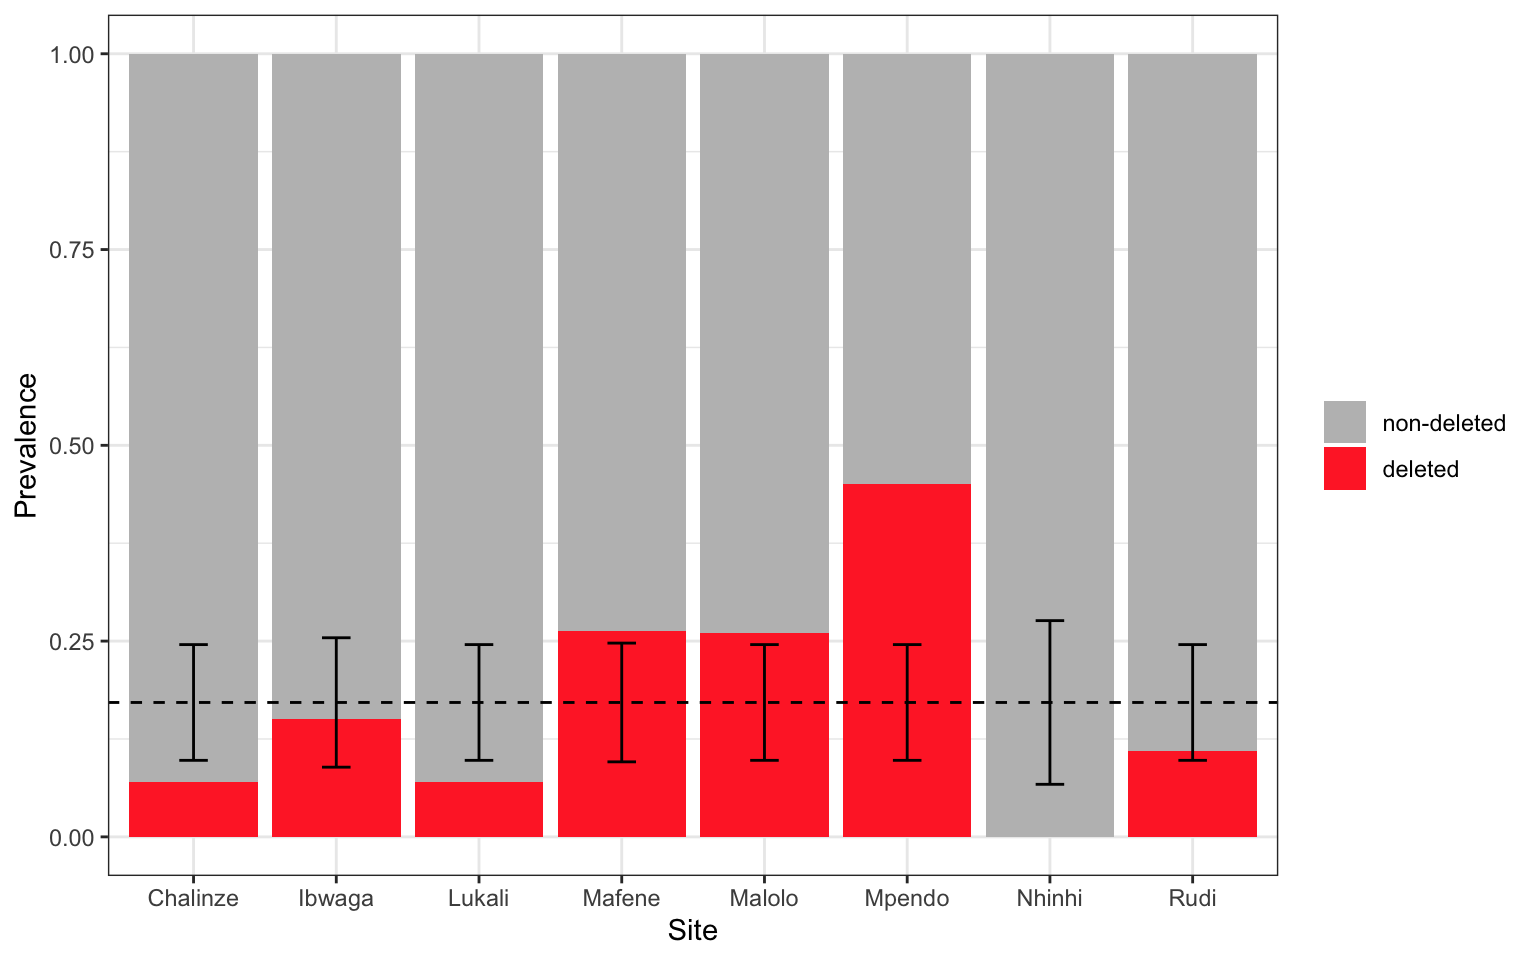 1.00
0.75
0.50
0.25
0.00
Prevalence
Chalinze Ibwaga Lukali Mafene Malolo Mpendo Nhinhi Rudi
Site
non-deleted
deleted